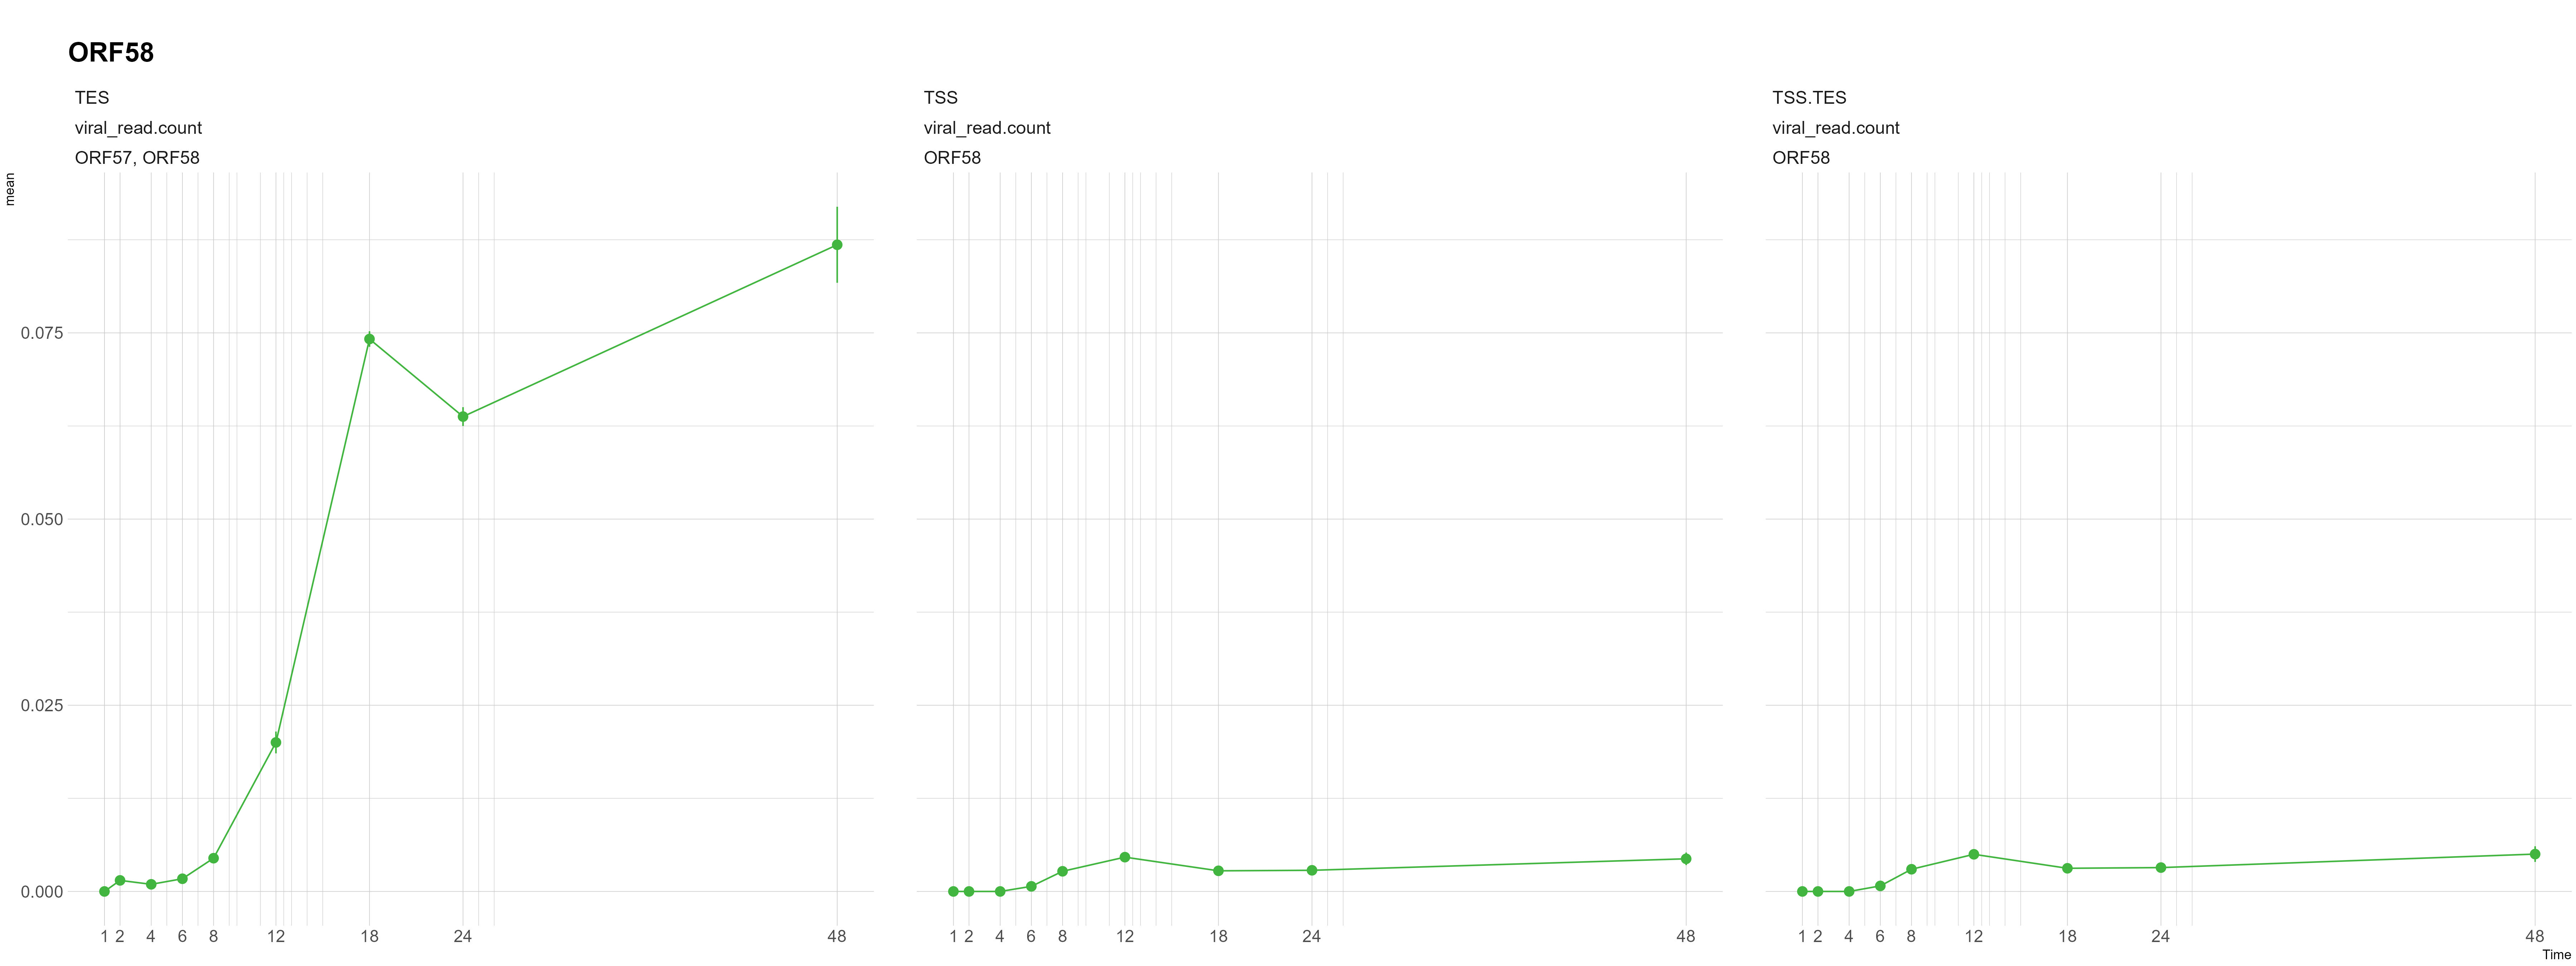 ORF58
TES
viral_read.count
ORF57, ORF58
TSS
viral_read.count
ORF58
TSS.TES
viral_read.count
ORF58
mean
0.075
0.050
0.025
0.000
1 2 4 6 8 12 18 24 48
1 2 4 6 8 12 18 24 48
1 2 4 6 8 12 18 24 48
Time